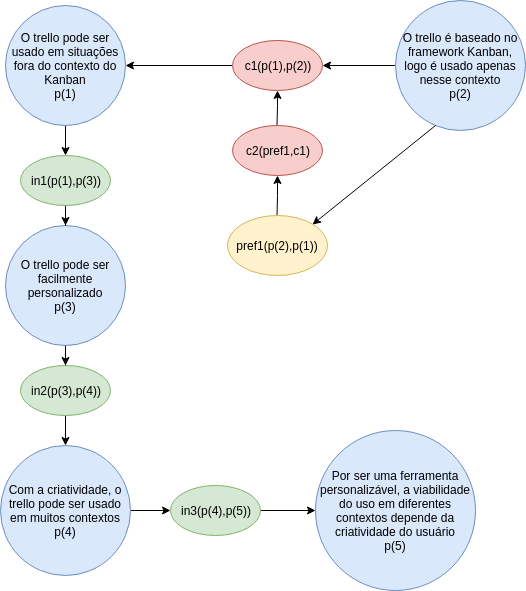 O trello pode ser
usado em situações
fora do contexto do
Kanban
p(1)
c1(p(1),p(2))
O trello é baseado no
framework Kanban,
logo é usado apenas
nesse contexto
p(2)
c2(pref1,c1)
in1(p(1),p(3))
pref1(p(2),p(1))
O trello pode ser
facilmente
personalizado
p(3)
in2(p(3),p(4))
Com a criatividade, o
trello pode ser usado
em muitos contextos
p(4)
in3(p(4),p(5))
Por ser uma ferramenta
personalizável, a viabilidade
do uso em diferentes
contextos depende da
criatividade do usuário
p(5)